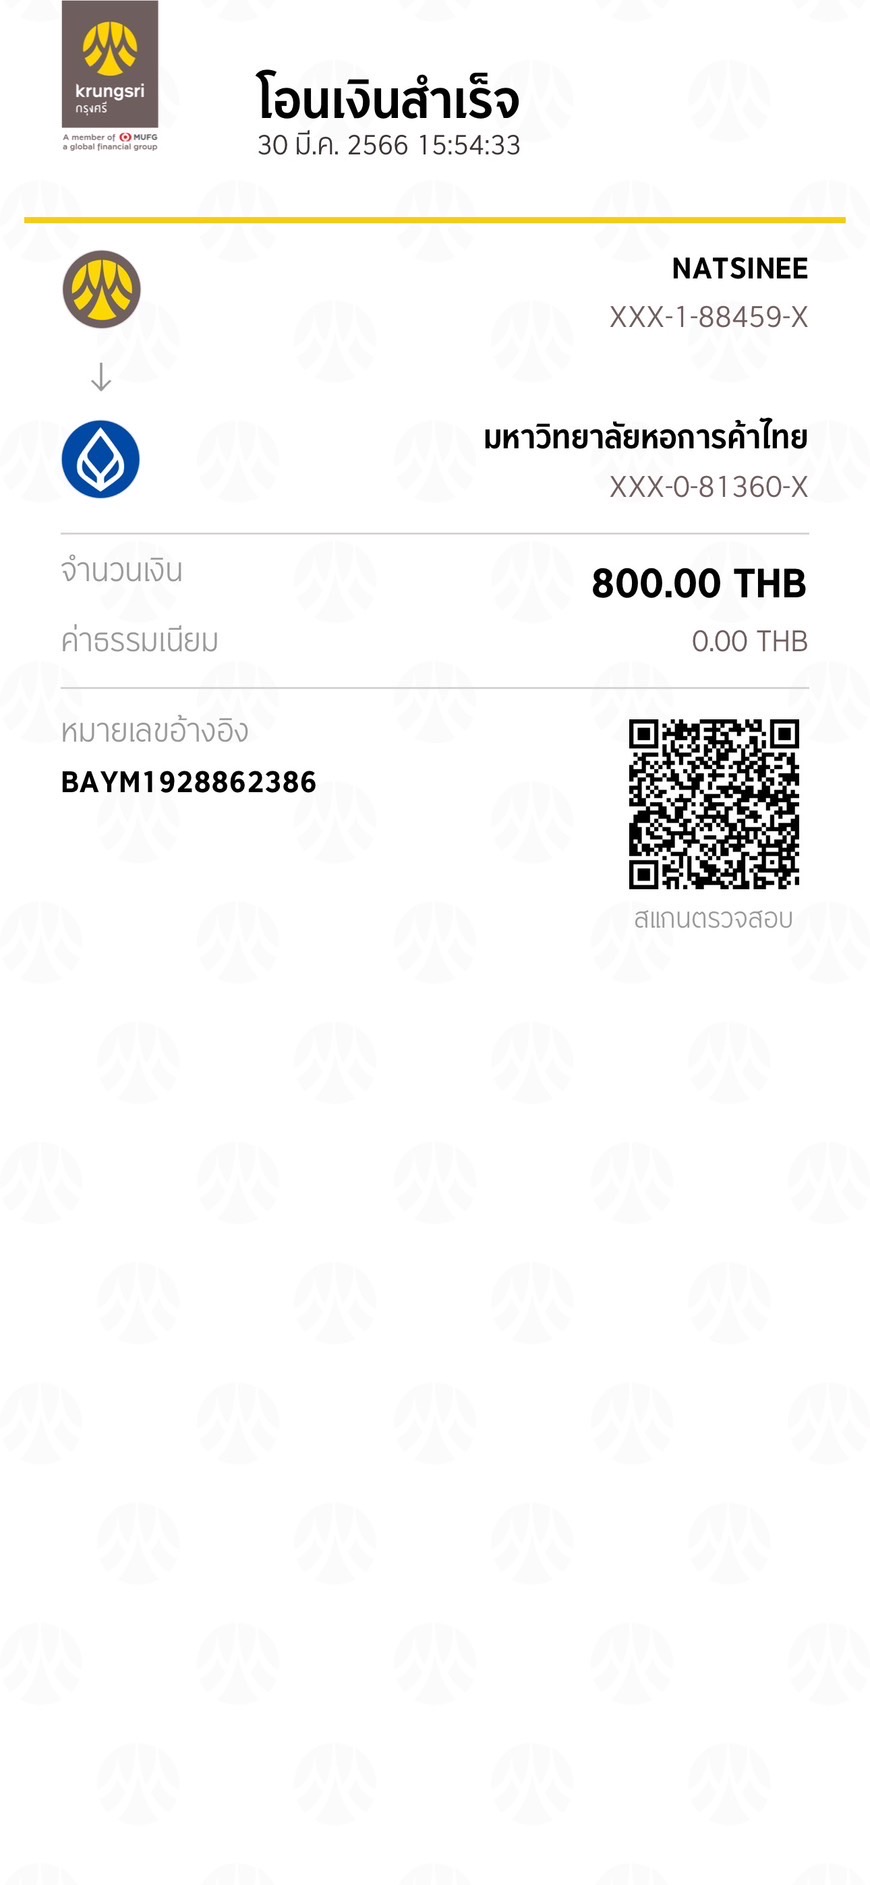 krungsri
กรุงศรี
A member of MUFG
a global financial group
โอนเงินสำเร็จ
30 มี.ค. 2566 15:54:33
NATSINEE
XXX-1-88459-X
มหาวิทยาลัยหอการค้าไทย
XXX-0-81360-X
จำนวนเงิน
800.00 THB
ค่าธรรมเนียม
0.00 THB
หมายเลขอ้างอิง
BAYM1928862386
สแกนตรวจสอบ